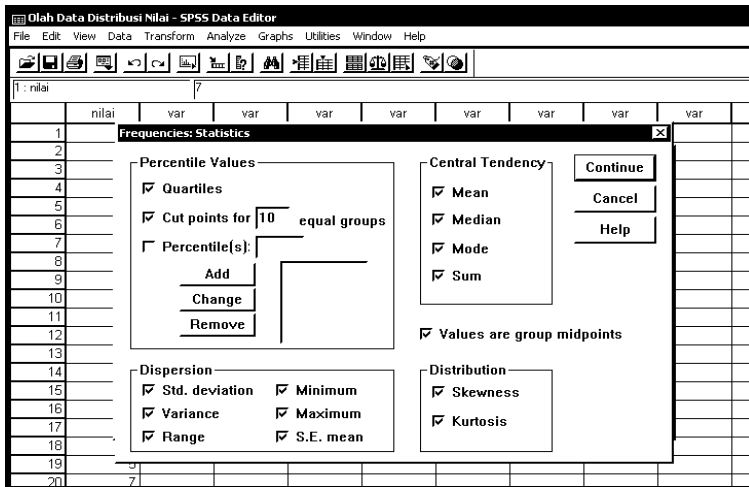 Olah Data Distribusi Nilai - SPSS Data Editor
File Edit View Data Transform Analyze Graphs Utilities Window Help
1 : nilai 7
nilai var var var var var var var var
1
Frequencies: Statistics
2
3
4
5
6
7
8
9
10
11
12
13
14
15
16
17
18
19 5
20 7
Percentile Values
Quartiles
Cut points for 10 equal groups
Percentile(s):
Add
Change
Remove
Central Tendency
Mean
Median
Mode
Sum
Continue
Cancel
Help
Values are group midpoints
Dispersion
Std. deviation Minimum
Variance Maximum
Range S.E. mean
Distribution
Skewness
Kurtosis